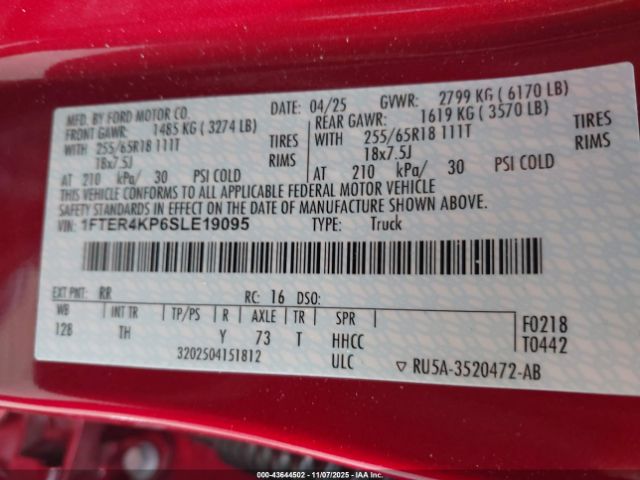 MFD. BY FORD MOTOR CO. DATE: 04/25 GVWR: 2799 KG ( 6170 LB)
FRONT GAWR: 1485 KG ( 3274 LB) REAR GAWR: 1619 KG ( 3570 LB)
WITH 255/65R18 111T TIRES WITH 255/65R18 111T TIRES
18x7.5J RIMS 18x7.5J RIMS
AT 210 kPa/ 30 PSI COLD AT 210 kPa/ 30 PSI COLD
THIS VEHICLE CONFORMS TO ALL APPLICABLE FEDERAL MOTOR VEHICLE
SAFETY STANDARDS IN EFFECT ON THE DATE OF MANUFACTURE SHOWN ABOVE.
VIN: 1FTER4KP6SLE19095 TYPE: Truck
EXT PNT: RR RC: 16 DSO:
WB INT TR TP/PS R AXLE TR SPR F0218
128 TH Y 73 T HHCC T0442
3202504151812 ULC ▽ RU5A-3520472-AB
IAA 000-43644502 — 11/07/2025 — COPYRIGHT IAA, LLC